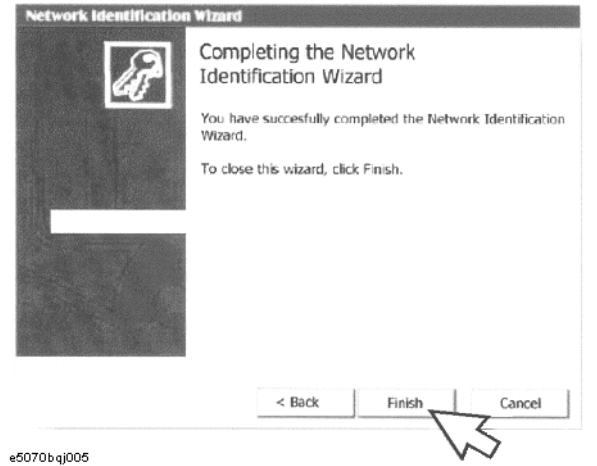 Network Identification Wizard
Completing the Network
Identification Wizard
You have succesfully completed the Network Identification
Wizard.
To close this wizard, click Finish.
< Back
Finish
Cancel
e5070bqj005